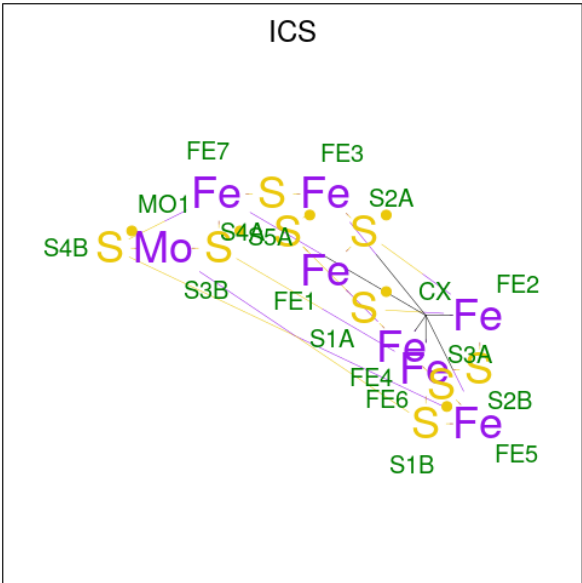 ICS
FE7
FE3
Fe S Fe
MO1
S2A
S4A
S5A
S
S
S4B
S Mo S
Fe
S3B
FE1
CX
FE2
S
Fe
S1A
Fe
S3A
FE4
Fe
S
FE6
S
S2B
S1B
S Fe
FE5